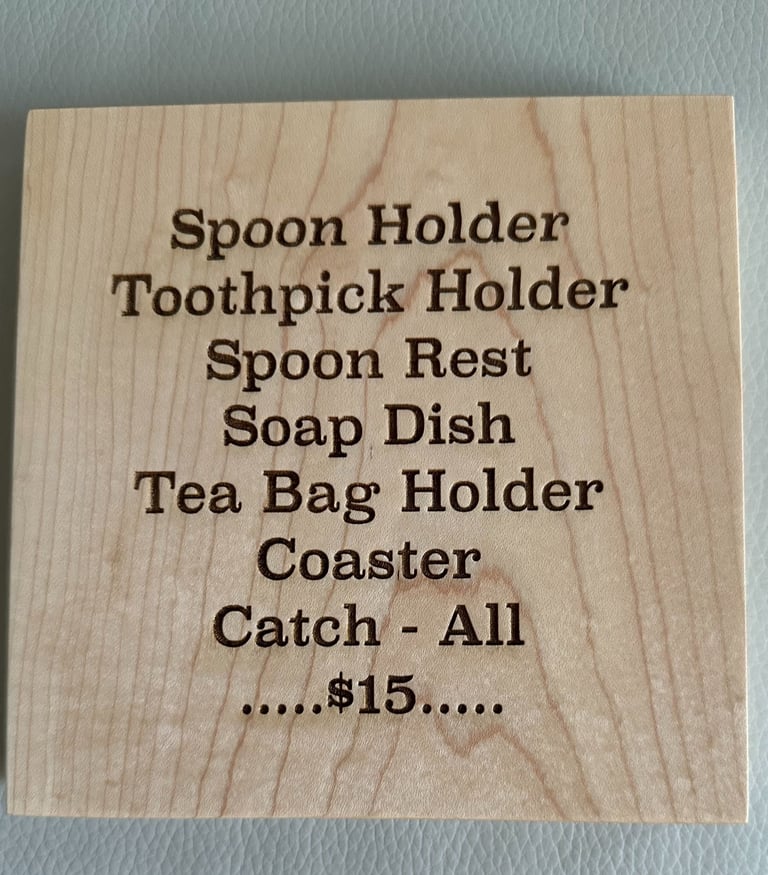 Spoon Holder
Toothpick Holder
Spoon Rest
Soap Dish
Tea Bag Holder
Coaster
Catch - All
.....$15.....